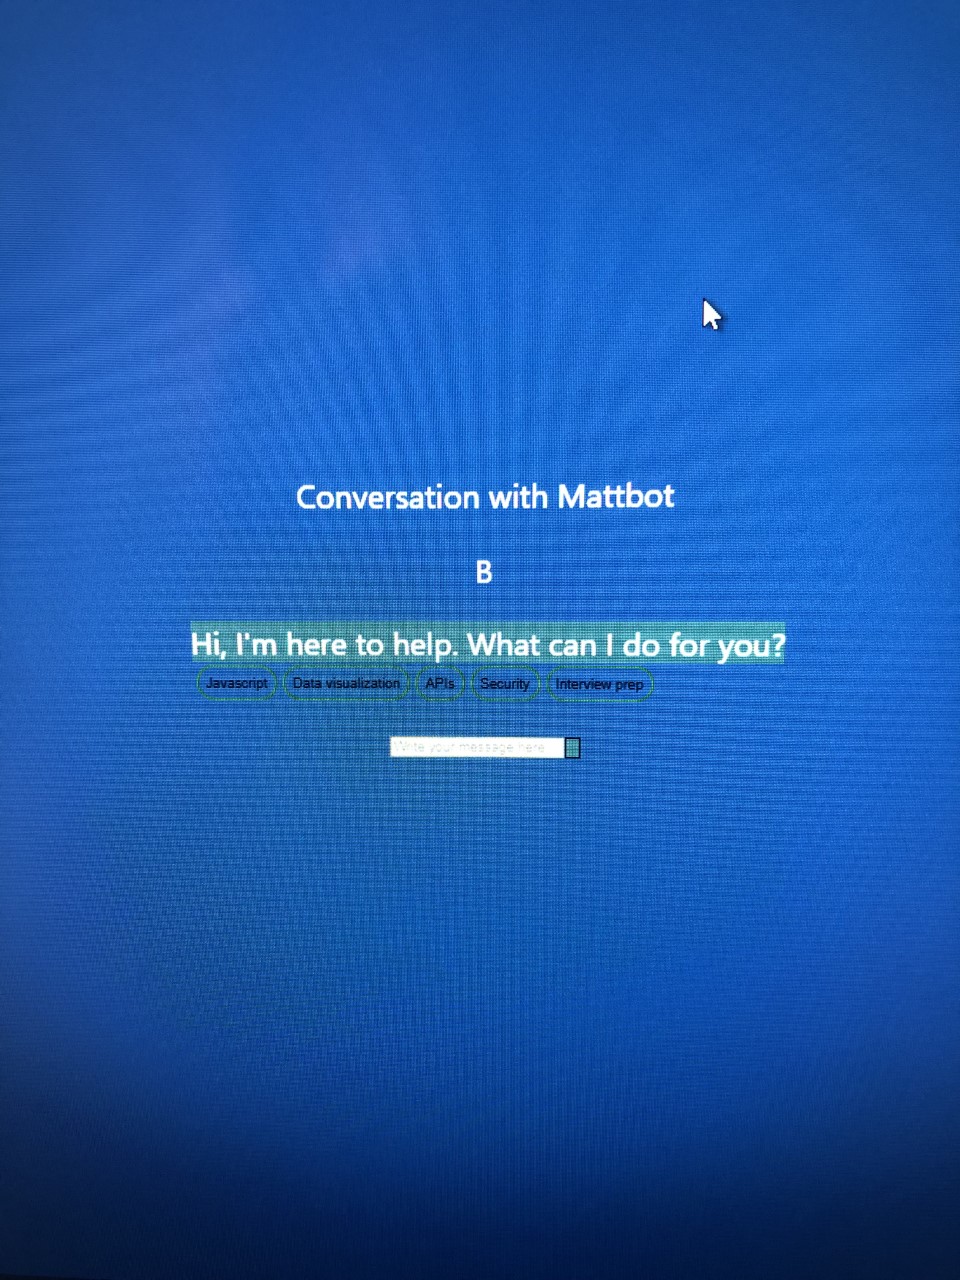 Conversation with Mattbot
B
Hi, I'm here to help. What can I do for you?
Javascript Data visualization APIs Security Interview prep
Write your message here